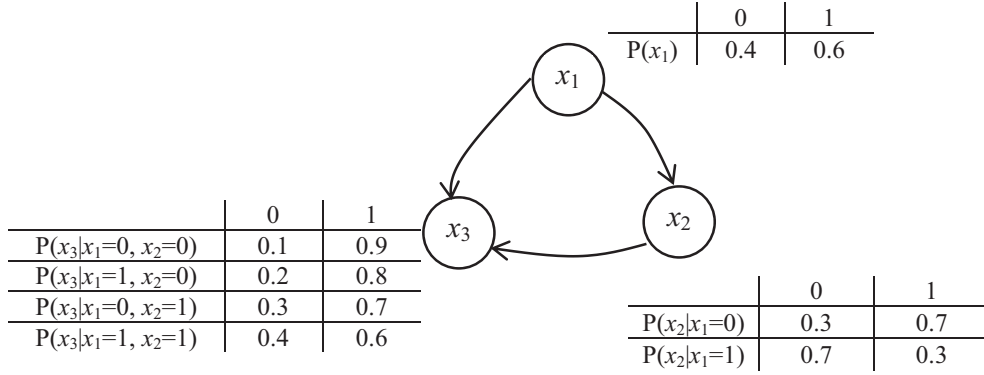 0 1
P(x1) 0.4 0.6
x1
x3
x2
0 1
P(x3|x1=0, x2=0) 0.1 0.9
P(x3|x1=1, x2=0) 0.2 0.8
P(x3|x1=0, x2=1) 0.3 0.7
P(x3|x1=1, x2=1) 0.4 0.6
0 1
P(x2|x1=0) 0.3 0.7
P(x2|x1=1) 0.7 0.3